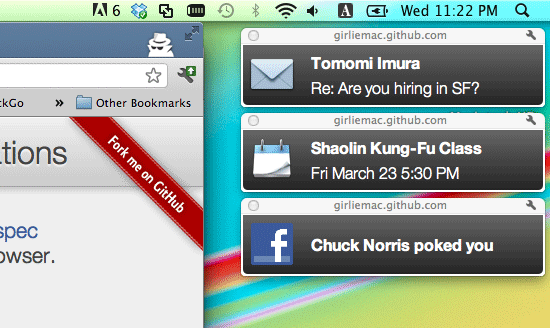 6
Wed 11:22 PM
ckGo
»
Other Bookmarks
ations
Fork me on GitHub
spec
owser.
girliemac.github.com
Tomomi Imura
Re: Are you hiring in SF?
girliemac.github.com
Shaolin Kung-Fu Class
Fri March 23 5:30 PM
girliemac.github.com
f
Chuck Norris poked you